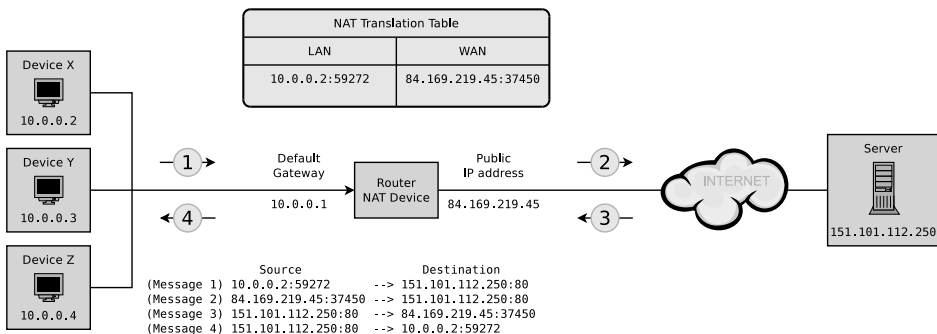 NAT Translation Table
LAN WAN
10.0.0.2:59272 84.169.219.45:37450
Device X
10.0.0.2
Device Y
10.0.0.3
Device Z
10.0.0.4
1
4
Default
Gateway
10.0.0.1
Router
NAT Device
Public
IP address
84.169.219.45
2
3
INTERNET
Server
151.101.112.250
Source Destination
(Message 1) 10.0.0.2:59272 --> 151.101.112.250:80
(Message 2) 84.169.219.45:37450 --> 151.101.112.250:80
(Message 3) 151.101.112.250:80 --> 84.169.219.45:37450
(Message 4) 151.101.112.250:80 --> 10.0.0.2:59272